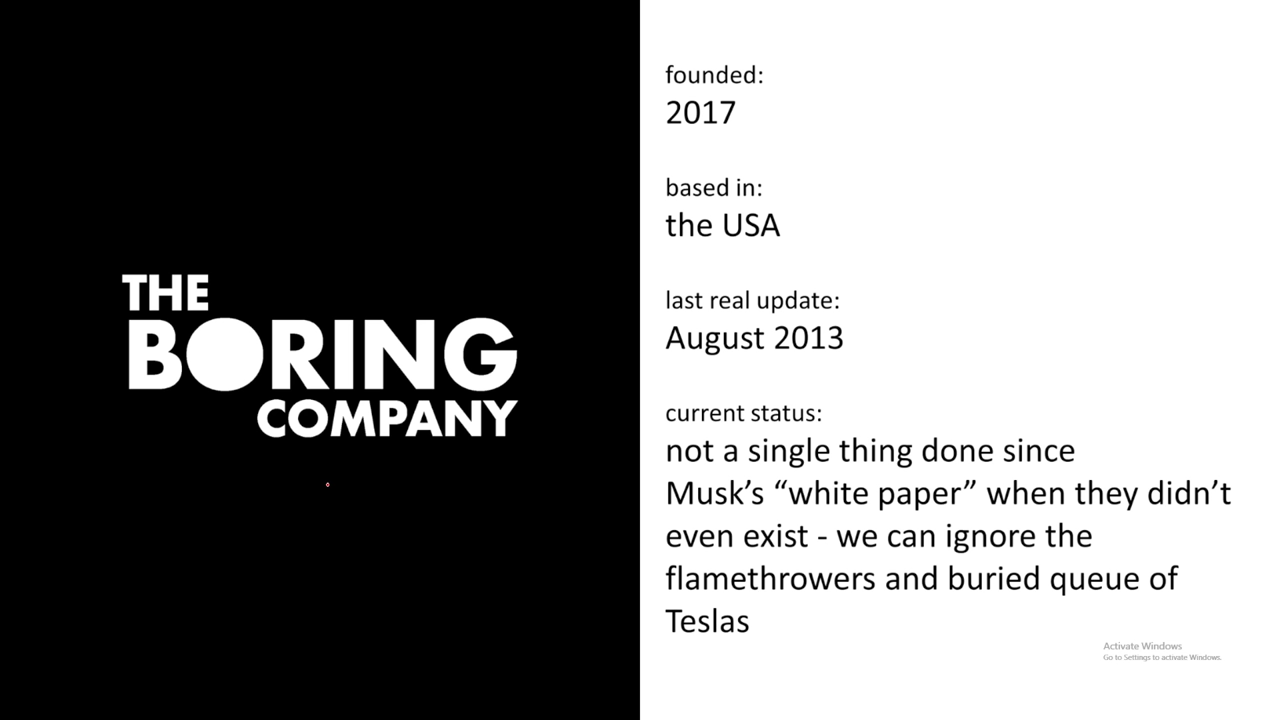 THE
BORING
COMPANY
founded:
2017
based in:
the USA
last real update:
August 2013
current status:
not a single thing done since
Musk’s “white paper” when they didn’t
even exist - we can ignore the
flamethrowers and buried queue of
Teslas
Activate Windows
Go to Settings to activate Windows.